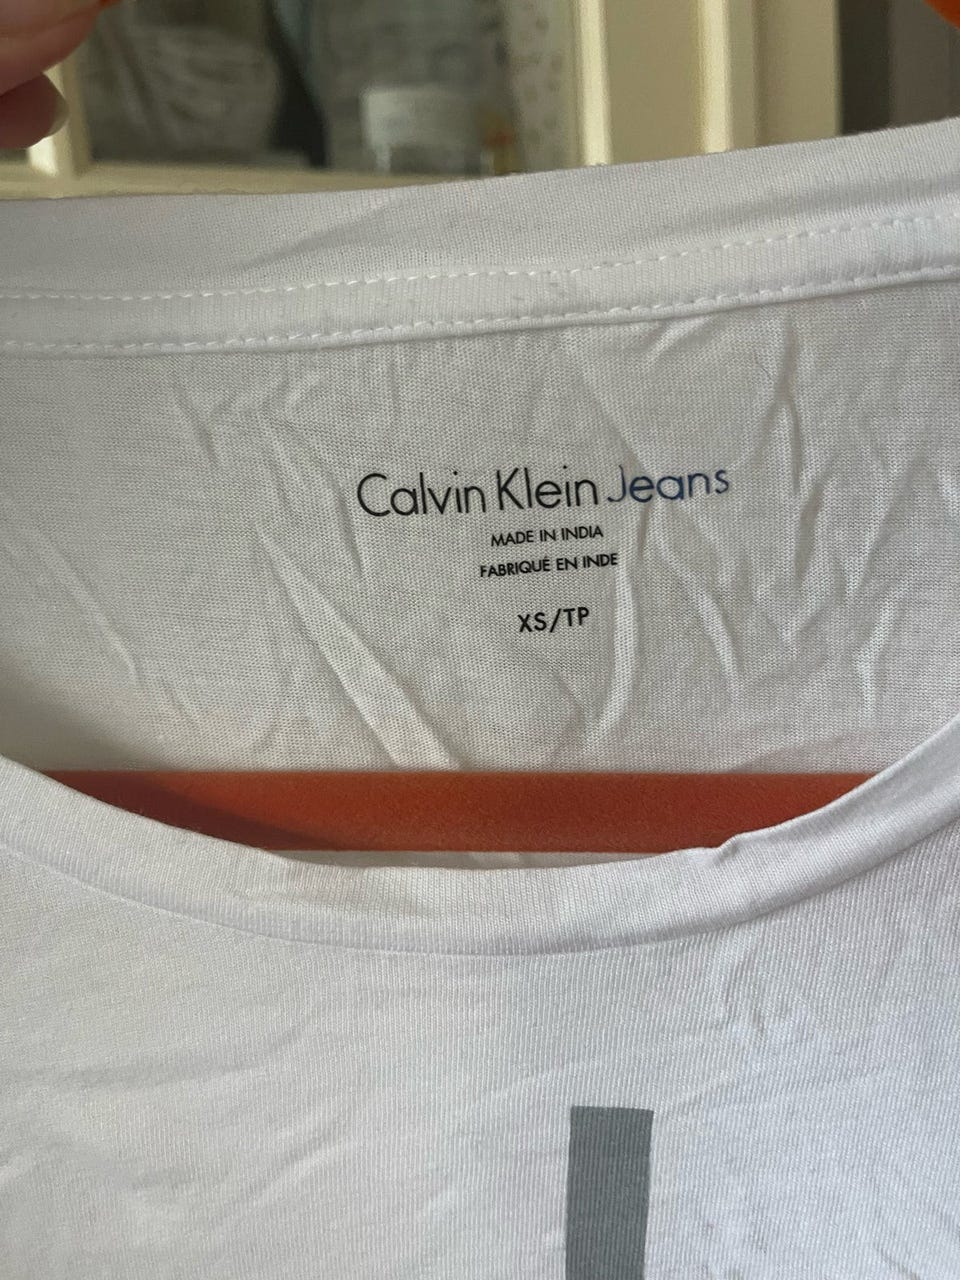 Calvin Klein Jeans
MADE IN INDIA
FABRIQUÉ EN INDE
XS/TP